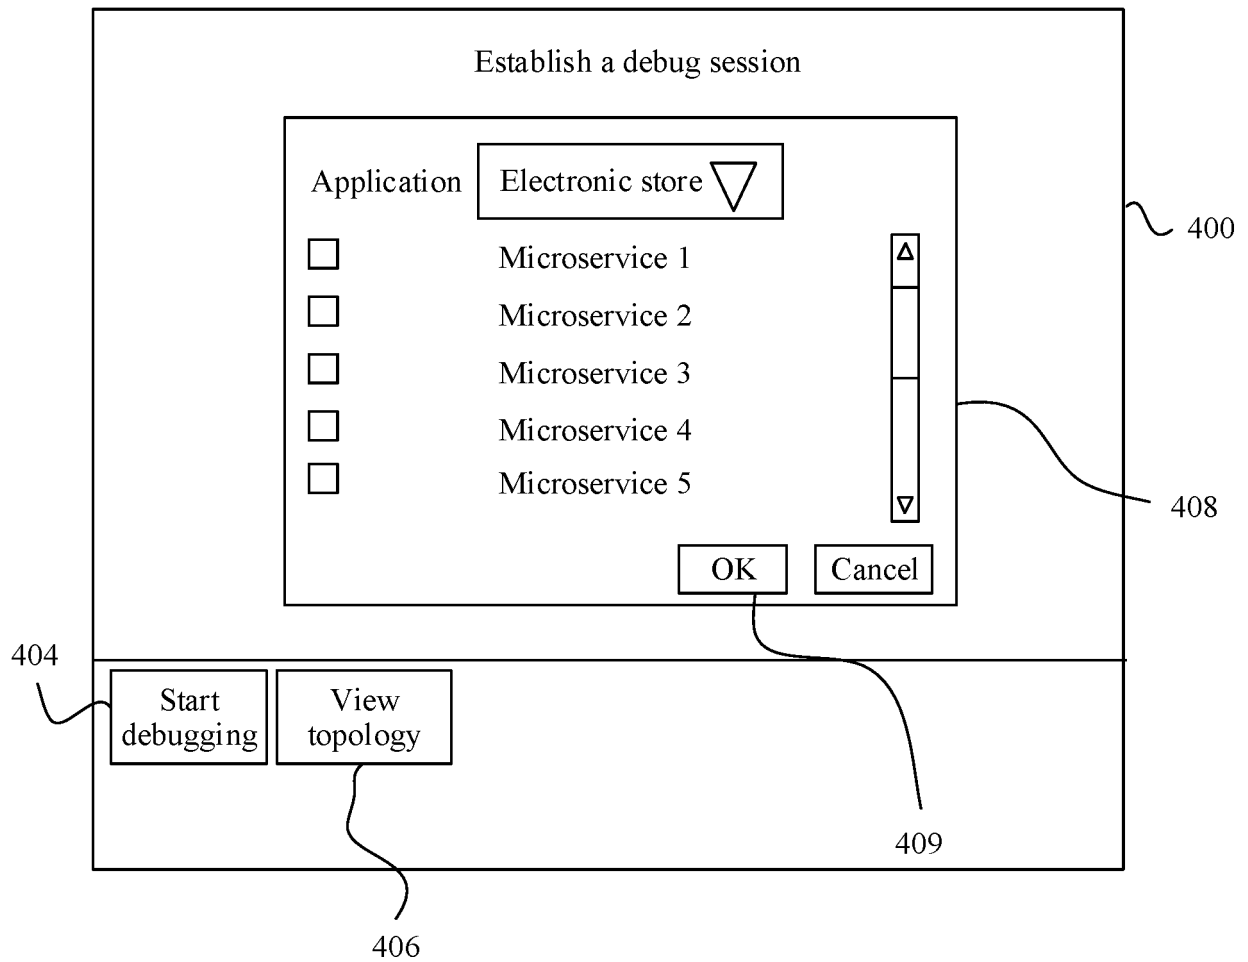 Establish a debug session
Application
Electronic store
400
Microservice 1
Microservice 2
Microservice 3
Microservice 4
Microservice 5
408
OK
Cancel
404
Start
debugging
View
topology
409
406